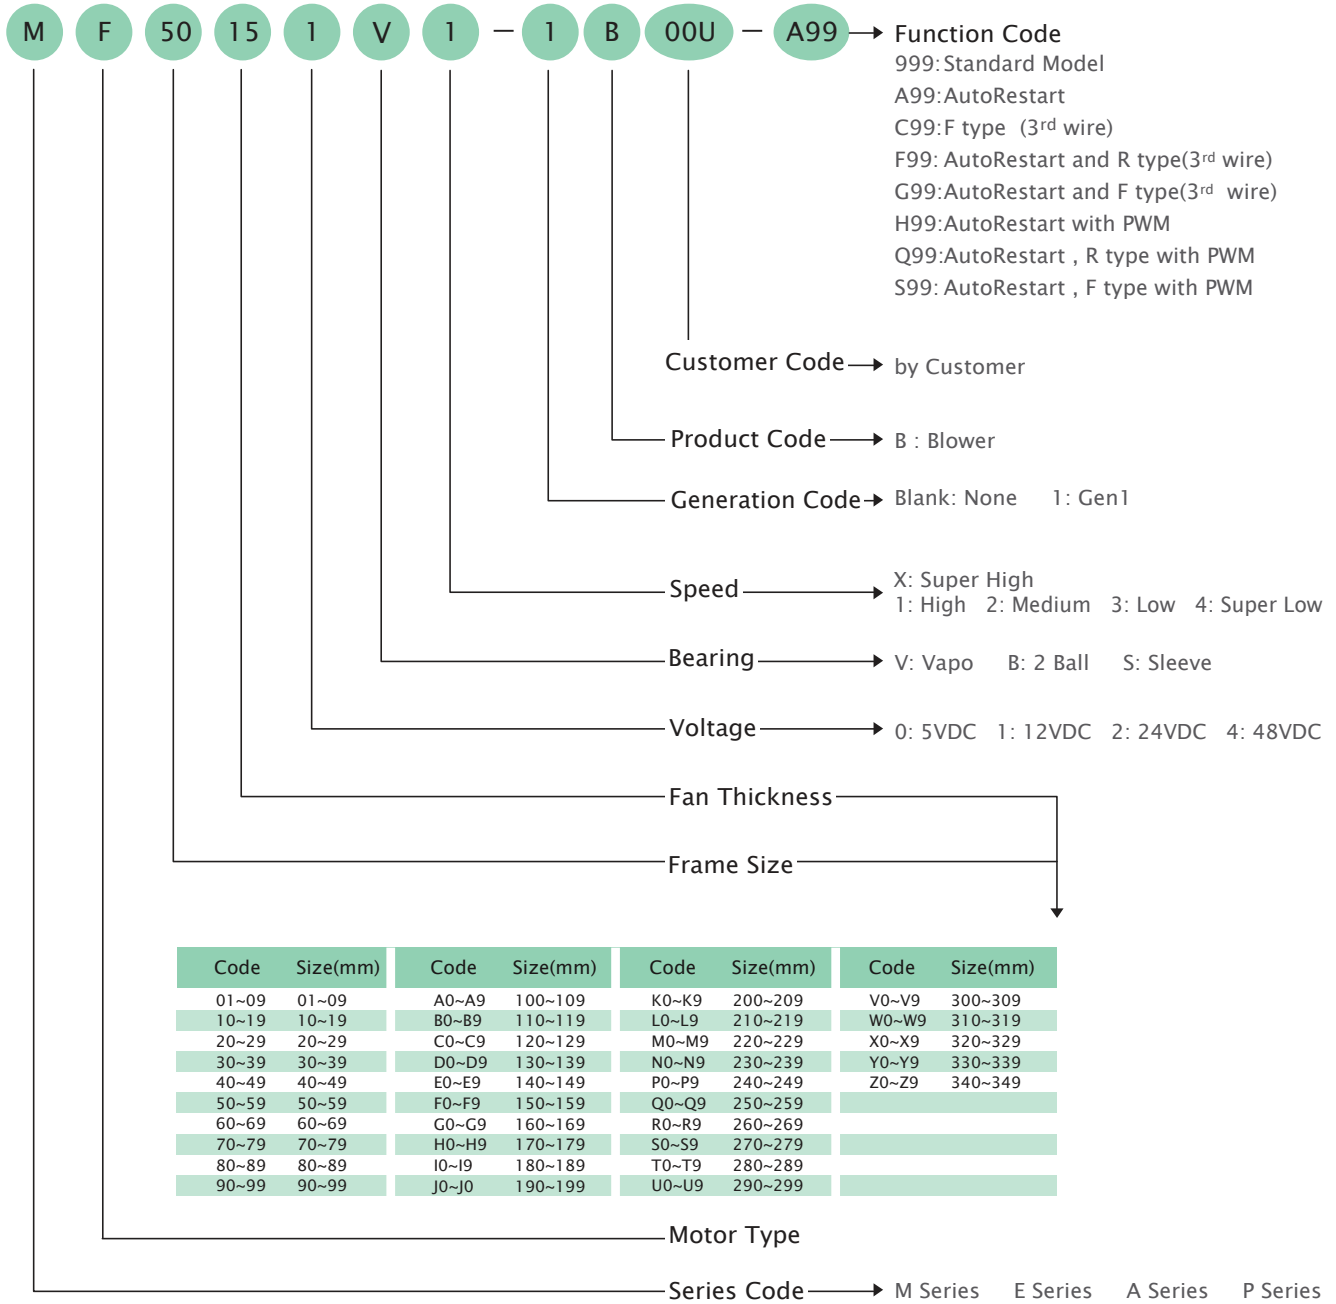 M F 50 15 1 V 1 – 1 B 00U – A99
Function Code
999:Standard Model
A99:AutoRestart
C99:F type (3rd wire)
F99: AutoRestart and R type(3rd wire)
G99:AutoRestart and F type(3rd wire)
H99:AutoRestart with PWM
Q99:AutoRestart , R type with PWM
S99: AutoRestart , F type with PWM
Customer Code by Customer
Product Code B : Blower
Generation Code Blank: None 1: Gen1
Speed X: Super High
1: High 2: Medium 3: Low 4: Super Low
Bearing V: Vapo B: 2 Ball S: Sleeve
Voltage 0: 5VDC 1: 12VDC 2: 24VDC 4: 48VDC
Fan Thickness
Frame Size
Code Size(mm) Code Size(mm) Code Size(mm) Code Size(mm)
01~09 01~09 A0~A9 100~109 K0~K9 200~209 V0~V9 300~309
10~19 10~19 B0~B9 110~119 L0~L9 210~219 W0~W9 310~319
20~29 20~29 C0~C9 120~129 M0~M9 220~229 X0~X9 320~329
30~39 30~39 D0~D9 130~139 N0~N9 230~239 Y0~Y9 330~339
40~49 40~49 E0~E9 140~149 P0~P9 240~249 Z0~Z9 340~349
50~59 50~59 F0~F9 150~159 Q0~Q9 250~259
60~69 60~69 G0~G9 160~169 R0~R9 260~269
70~79 70~79 H0~H9 170~179 S0~S9 270~279
80~89 80~89 I0~I9 180~189 T0~T9 280~289
90~99 90~99 J0~J0 190~199 U0~U9 290~299
Motor Type
Series Code M Series E Series A Series P Series